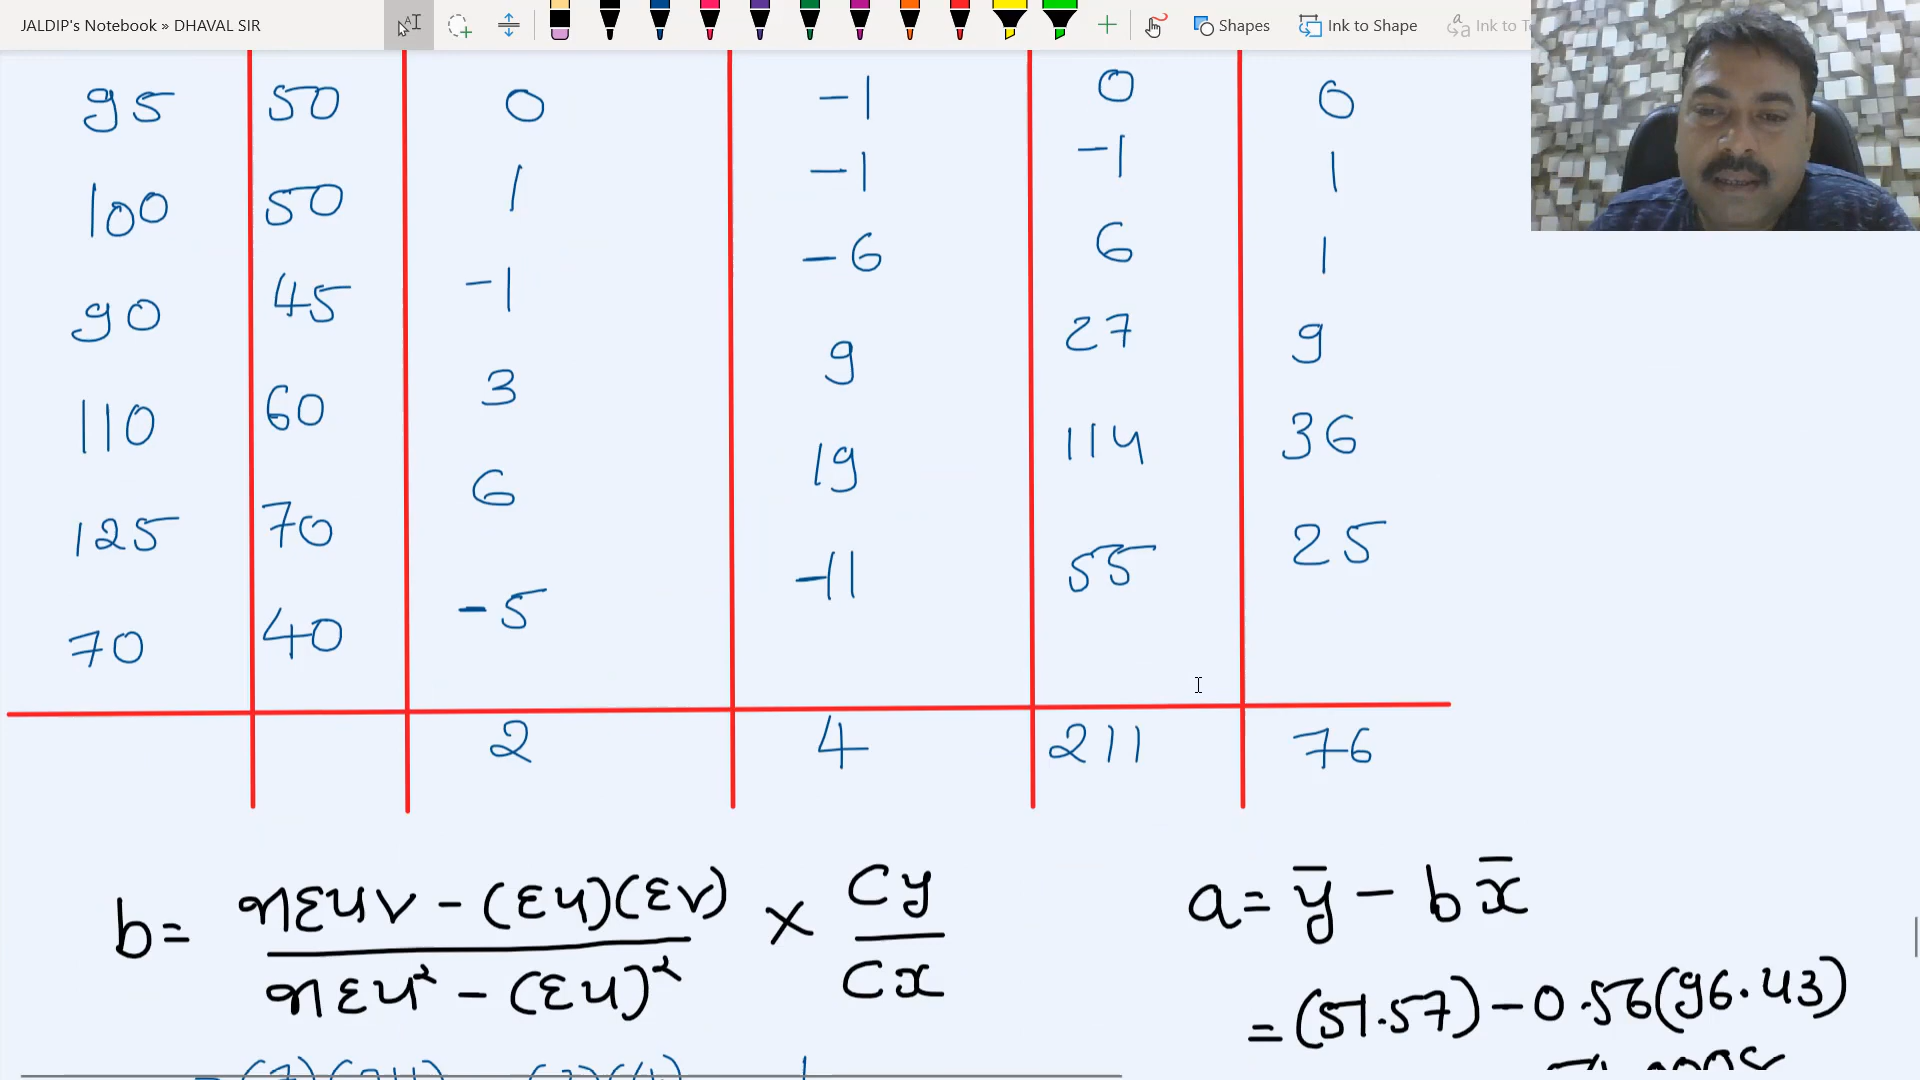 JALDIP's Notebook » DHAVAL SIR
Shapes
Ink to Shape
Ink to
95 50 0 -1 0 0
100 50 1 -1 -1 1
90 45 -1 -6 6 1
110 60 3 9 27 9
125 70 6 19 114 36
70 40 -5 -11 55 25
2 4 211 76
b= nΣuv - (Σu)(Σv) / nΣu² - (Σu)² × Cy / Cx
a= ȳ - bx̄
= (51.57) - 0.56(96.43)